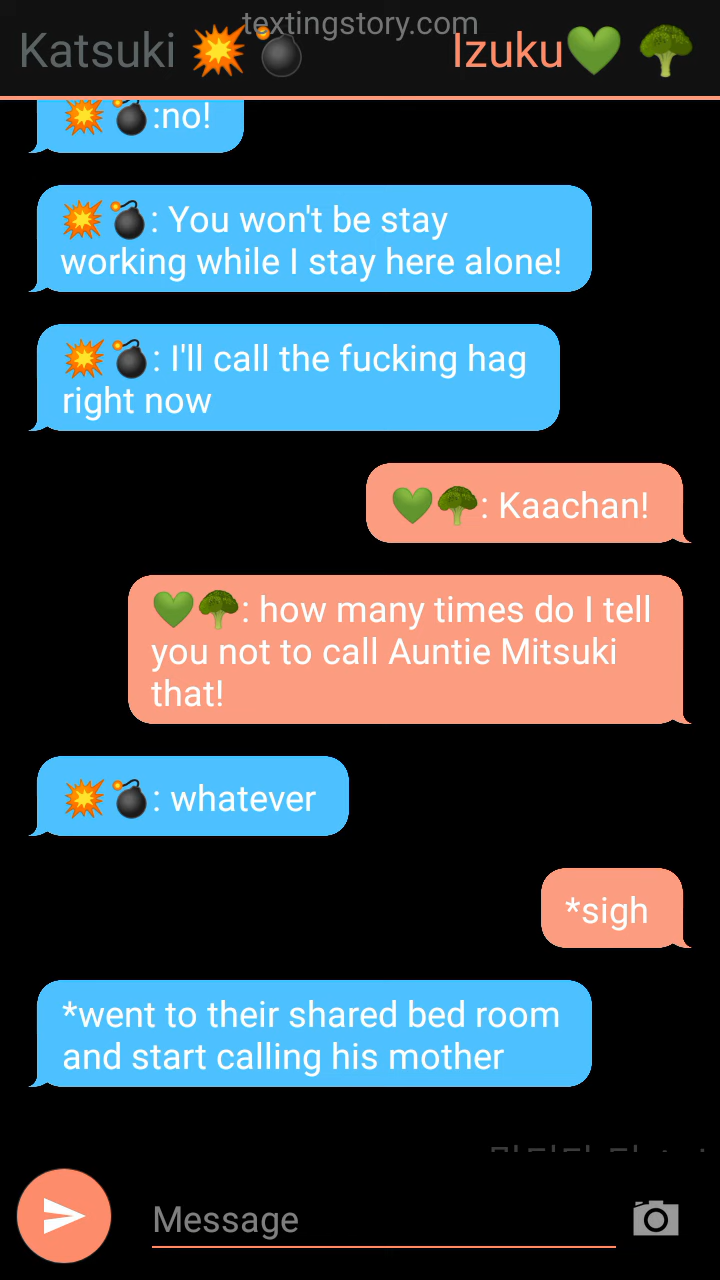 textingstory.com
Katsuki 💥💣 Izuku💚🥦
💥💣:no!
💥💣: You won't be stay
working while I stay here alone!
💥💣: I'll call the fucking hag
right now
💚🥦: Kaachan!
💚🥦: how many times do I tell
you not to call Auntie Mitsuki
that!
💥💣: whatever
*sigh
*went to their shared bed room
and start calling his mother
Message